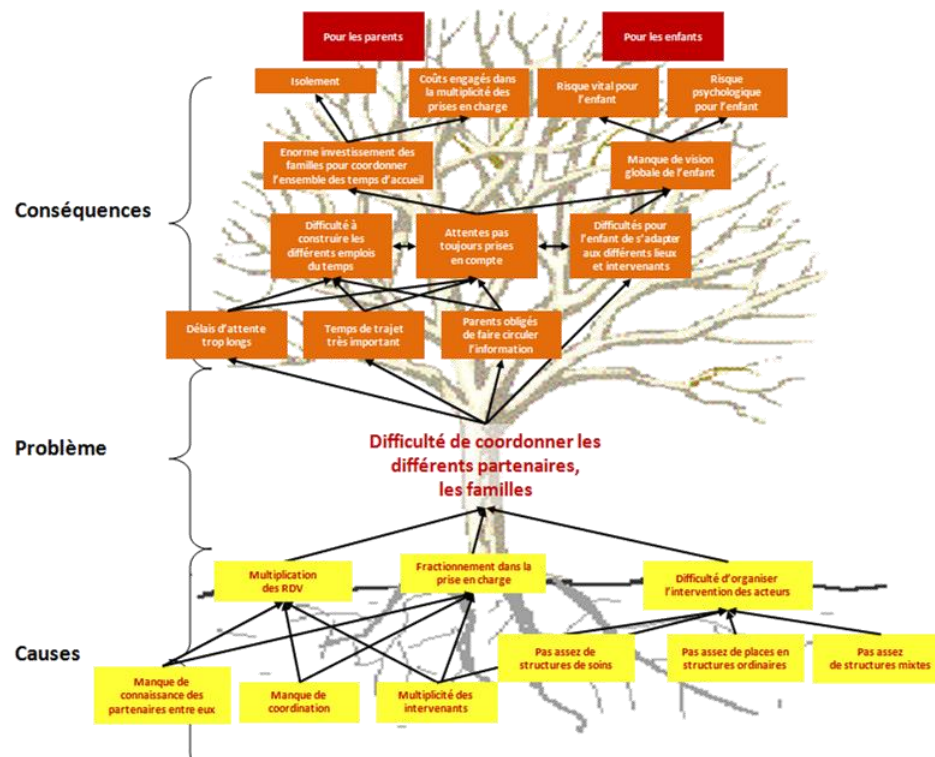 Pour les parents
Pour les enfants
Isolement
Coûts engagés dans
la multiplicité des
prises en charge
Risque vital pour
l'enfant
Risque
psychologique
pour l'enfant
Enorme investissement des
familles pour coordonner
l'ensemble des temps d'accueil
Manque de vision
globale de l'enfant
Conséquences
Difficulté à
construire les
différents emplois
du temps
Attentes pas
toujours prises
en compte
Difficultés pour
l'enfant de s'adapter
aux différents lieux
et intervenants
Délais d'attente
trop longs
Temps de trajet
très important
Parents obligés
de faire circuler
l'information
Problème
Difficulté de coordonner les
différents partenaires,
les familles
Multiplication
des RDV
Fractionnement dans la
prise en charge
Difficulté d'organiser
l'intervention des acteurs
Causes
Pas assez de
structures de soins
Pas assez de places en
structures ordinaires
Pas assez
de structures mixtes
Manque de
connaissance des
partenaires entre eux
Manque de
coordination
Multiplicité des
intervenants